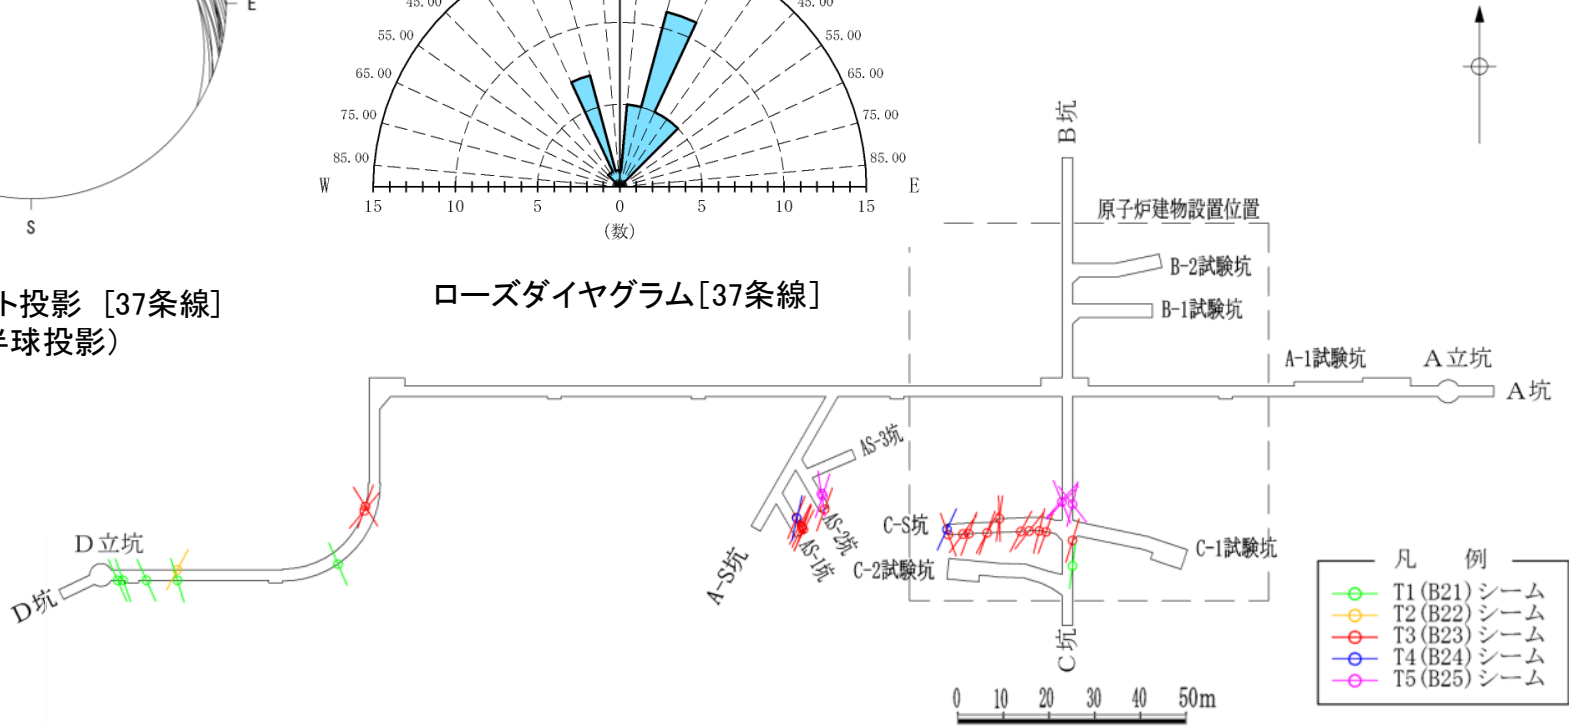 E
S
ト投影 [37条線]
半球投影)
45.00
55.00
65.00
75.00
85.00
W
45.00
55.00
65.00
75.00
85.00
E
15 10 5 0 5 10 15
(数)
ローズダイヤグラム[37条線]
B坑
原子炉建物設置位置
B-2試験坑
B-1試験坑
A-1試験坑
A立坑
A坑
AS-3坑
AS-2坑
AS-1坑
A-S坑
C-S坑
C-2試験坑
C-1試験坑
C坑
D立坑
D坑
凡 例
T1(B21)シーム
T2(B22)シーム
T3(B23)シーム
T4(B24)シーム
T5(B25)シーム
0 10 20 30 40 50m